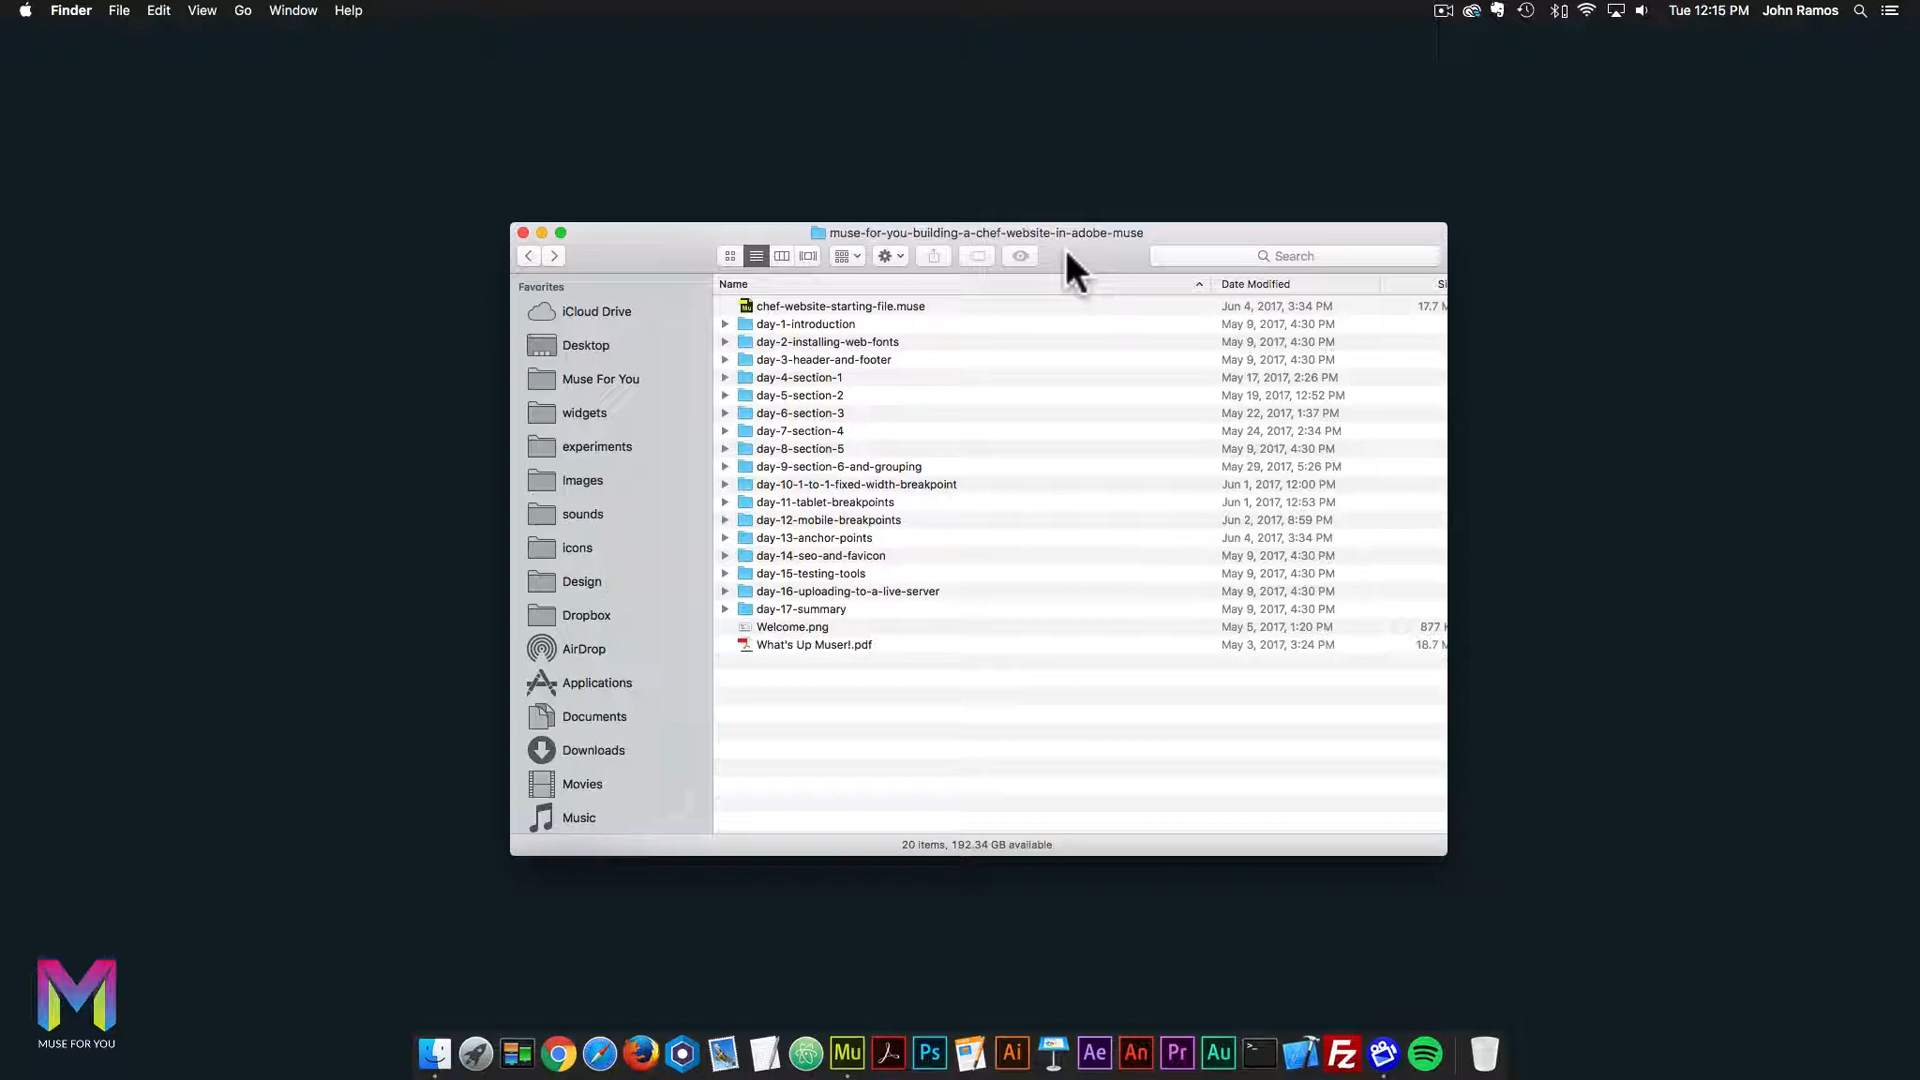 Finder File Edit View Go Window Help
Tue 12:15 PM John Ramos
muse-for-you-building-a-chef-website-in-adobe-muse
Search
Favorites
iCloud Drive
Desktop
Muse For You
widgets
experiments
Images
sounds
icons
Design
Dropbox
AirDrop
Applications
Documents
Downloads
Movies
Music
Name Date Modified Si
chef-website-starting-file.muse Jun 4, 2017, 3:34 PM 17.7 M
day-1-introduction May 9, 2017, 4:30 PM
day-2-installing-web-fonts May 9, 2017, 4:30 PM
day-3-header-and-footer May 9, 2017, 4:30 PM
day-4-section-1 May 17, 2017, 2:26 PM
day-5-section-2 May 19, 2017, 12:52 PM
day-6-section-3 May 22, 2017, 1:37 PM
day-7-section-4 May 24, 2017, 2:34 PM
day-8-section-5 May 9, 2017, 4:30 PM
day-9-section-6-and-grouping May 29, 2017, 5:26 PM
day-10-1-to-1-fixed-width-breakpoint Jun 1, 2017, 12:00 PM
day-11-tablet-breakpoints Jun 1, 2017, 12:53 PM
day-12-mobile-breakpoints Jun 2, 2017, 8:59 PM
day-13-anchor-points Jun 4, 2017, 3:34 PM
day-14-seo-and-favicon May 9, 2017, 4:30 PM
day-15-testing-tools May 9, 2017, 4:30 PM
day-16-uploading-to-a-live-server May 9, 2017, 4:30 PM
day-17-summary May 9, 2017, 4:30 PM
Welcome.png May 5, 2017, 1:20 PM 877 K
What's Up Muser!.pdf May 3, 2017, 3:24 PM 18.7 M
20 items, 192.34 GB available
MUSE FOR YOU
Mu Ps Ai Ae An Pr Au >_ Fz